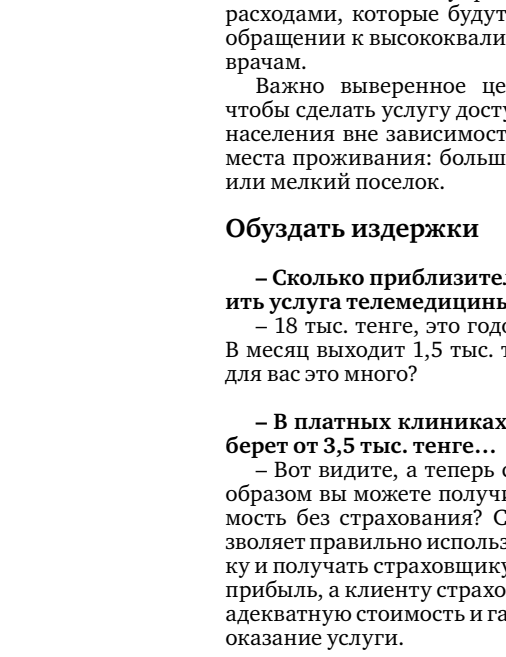 расходами, которые будут
обращении к высококвали
врачам.
Важно выверенное це
чтобы сделать услугу дост
населения вне зависимост
места проживания: больш
или мелкий поселок.
Обуздать издержки
– Сколько приблизител
ить услуга телемедицины
– 18 тыс. тенге, это годо
В месяц выходит 1,5 тыс. т
для вас это много?
– В платных клиниках
берет от 3,5 тыс. тенге…
– Вот видите, а теперь с
образом вы можете получи
мость без страхования? С
зволяет правильно использ
ку и получать страховщику
прибыль, а клиенту страхо
адекватную стоимость и га
оказание услуги.